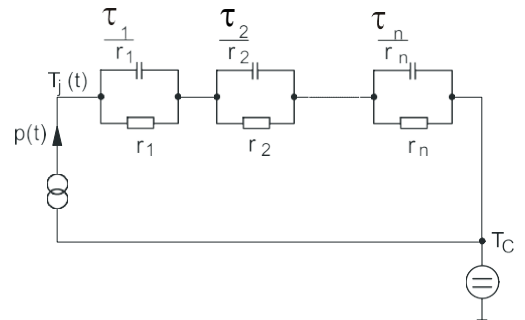 τ1/r1 τ2/r2 τn/rn
Tj(t)
p(t)
r1 r2 rn
TC